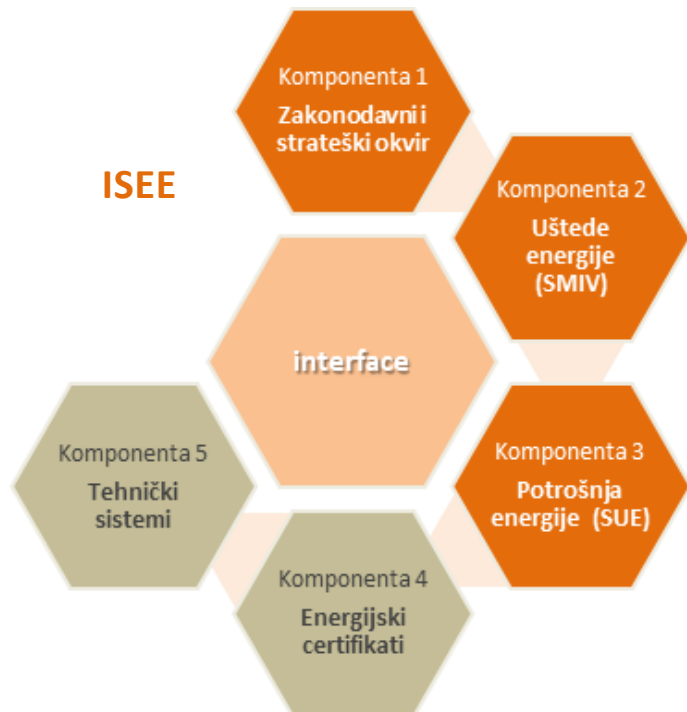 ISEE
Komponenta 1
Zakonodavni i
strateški okvir
Komponenta 2
Uštede
energije
(SMIV)
interface
Komponenta 3
Potrošnja
energije (SUE)
Komponenta 4
Energijski
certifikati
Komponenta 5
Tehnički
sistemi